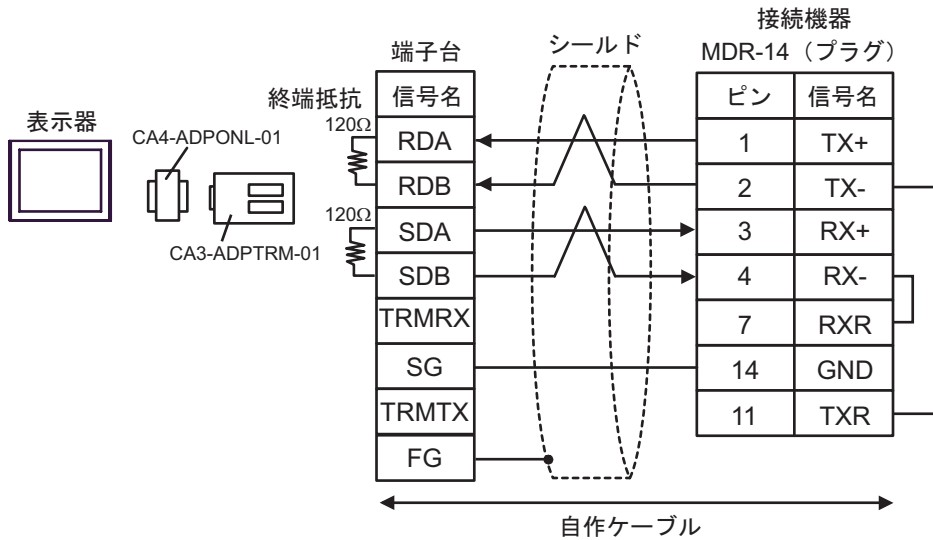 接続機器
MDR-14（プラグ）
端子台
シールド
表示器
CA4-ADPONL-01
CA3-ADPTRM-01
終端抵抗
120Ω
120Ω
信号名
RDA
RDB
SDA
SDB
TRMRX
SG
TRMTX
FG
ピン 信号名
1 TX+
2 TX-
3 RX+
4 RX-
7 RXR
14 GND
11 TXR
自作ケーブル